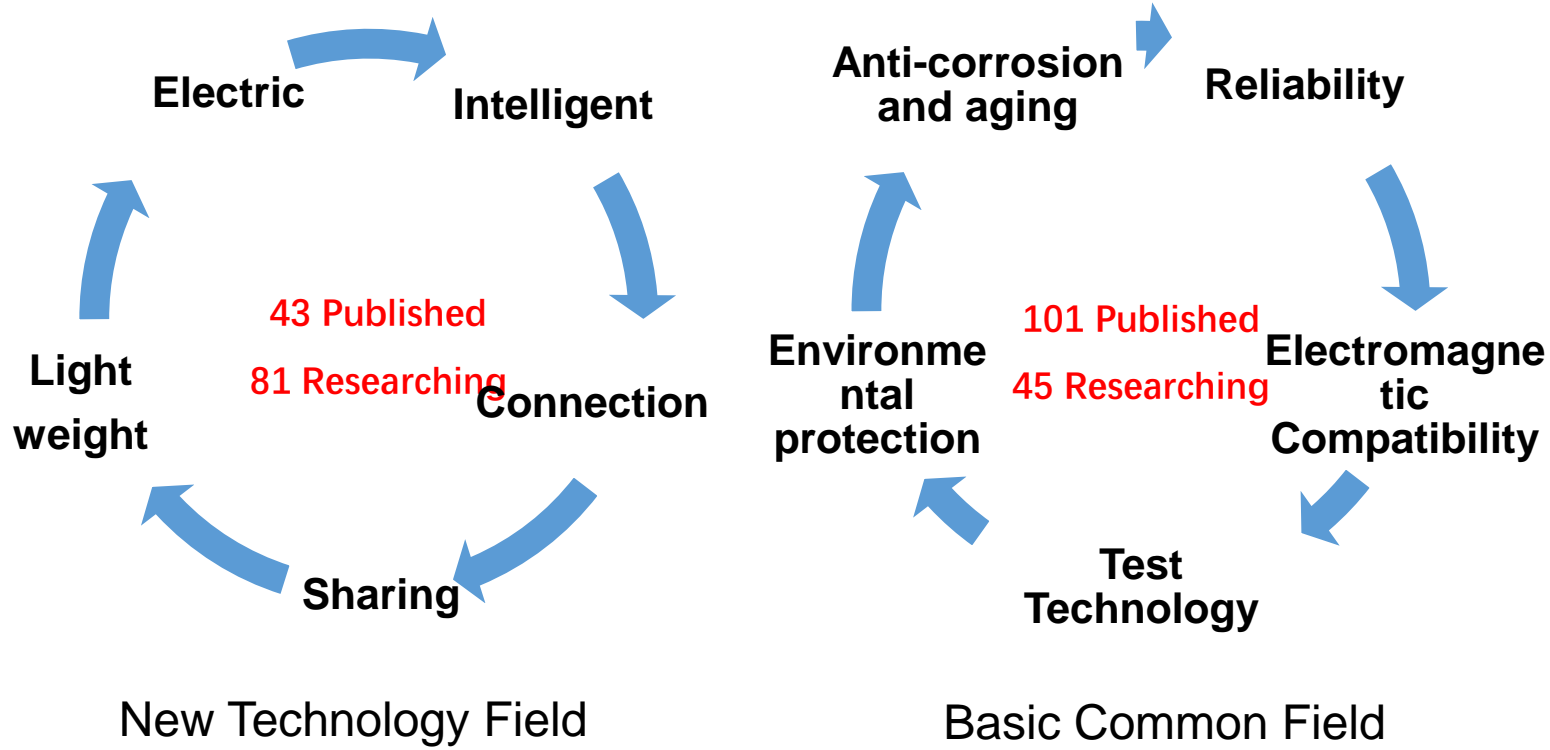 Electric
Intelligent
43 Published
81 Researching
Connection
Light
weight
Sharing
New Technology Field
Anti-corrosion
and aging
Reliability
101 Published
45 Researching
Electromagne
tic
Compatibility
Environme
ntal
protection
Test
Technology
Basic Common Field